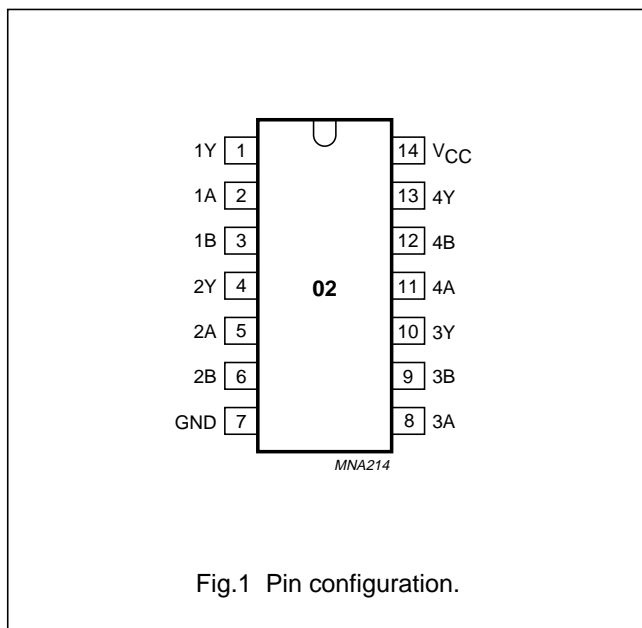 1Y 1 14 VCC
1A 2 13 4Y
1B 3 12 4B
2Y 4 02 11 4A
2A 5 10 3Y
2B 6 9 3B
GND 7 8 3A
MNA214
Fig.1 Pin configuration.